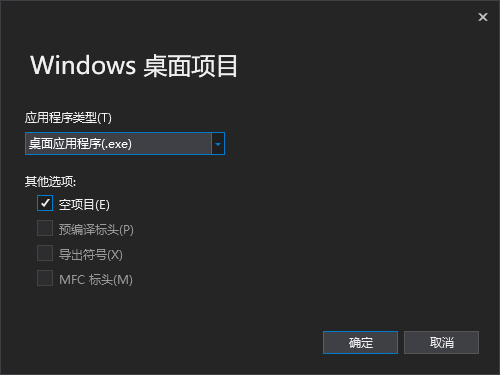 Windows 桌面项目
应用程序类型(T)
桌面应用程序(.exe)
其他选项:
空项目(E)
预编译标头(P)
导出符号(X)
MFC 标头(M)
确定 取消